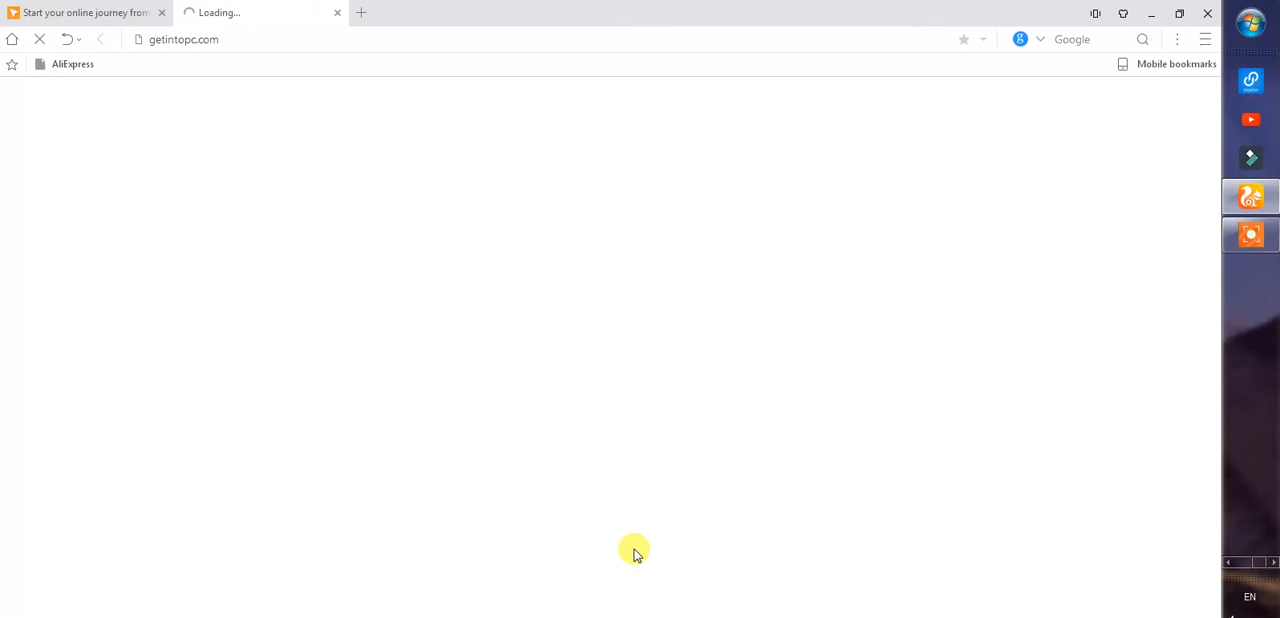 Start your online journey from
Loading...
getintopc.com
Google
AliExpress
Mobile bookmarks
EN